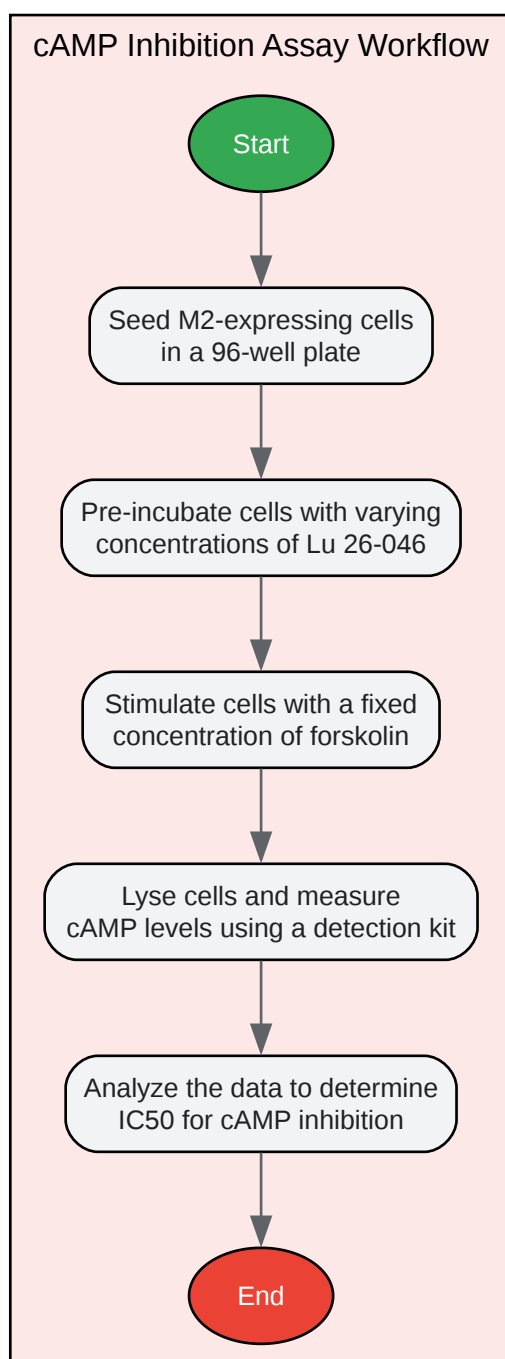 cAMP Inhibition Assay Workflow
Start
Seed M2-expressing cells
in a 96-well plate
Pre-incubate cells with varying
concentrations of Lu 26-046
Stimulate cells with a fixed
concentration of forskolin
Lyse cells and measure
cAMP levels using a detection kit
Analyze the data to determine
IC50 for cAMP inhibition
End